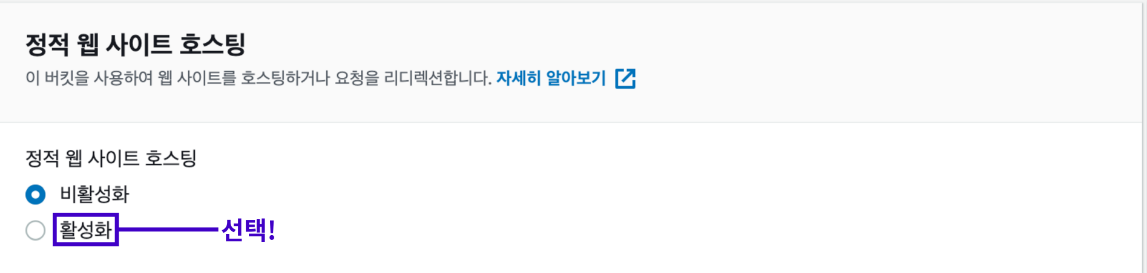 정적 웹 사이트 호스팅
이 버킷을 사용하여 웹 사이트를 호스팅하거나 요청을 리디렉션합니다. 자세히 알아보기
정적 웹 사이트 호스팅
비활성화
활성화 선택!